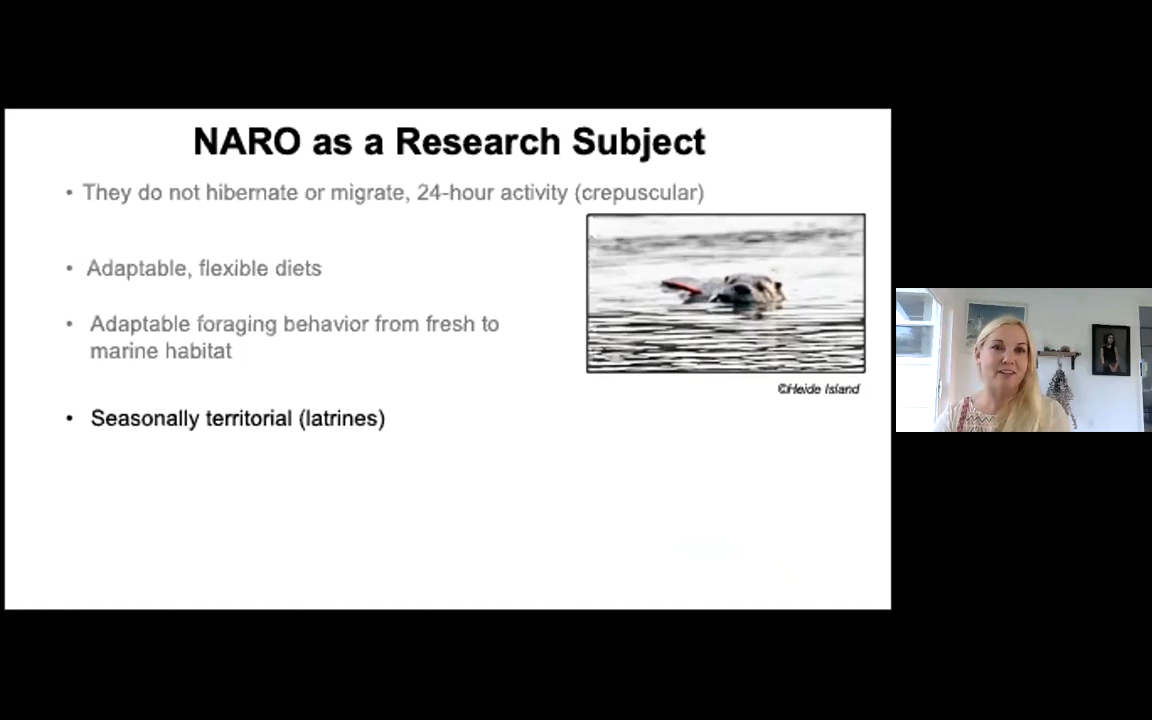 NARO as a Research Subject
• They do not hibernate or migrate, 24-hour activity (crepuscular)
• Adaptable, flexible diets
• Adaptable foraging behavior from fresh to
marine habitat
©Heide Island
• Seasonally territorial (latrines)